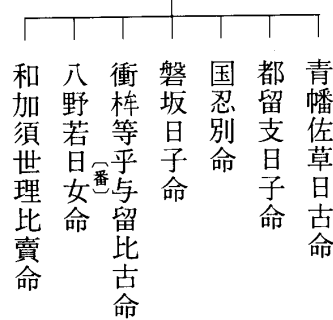 青幡佐草日古命
都留支日子命
国忍別命
磐坂日子命
衝桙等乎与留比古命
〔番〕
八野若日女命
和加須世理比賣命